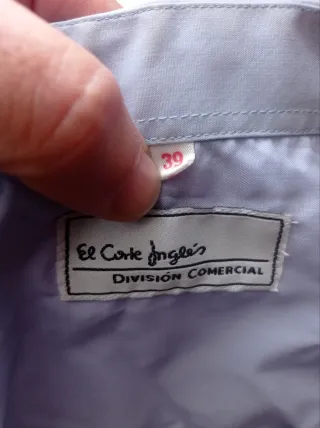 39
El Corte Inglés
DIVISIÓN COMERCIAL